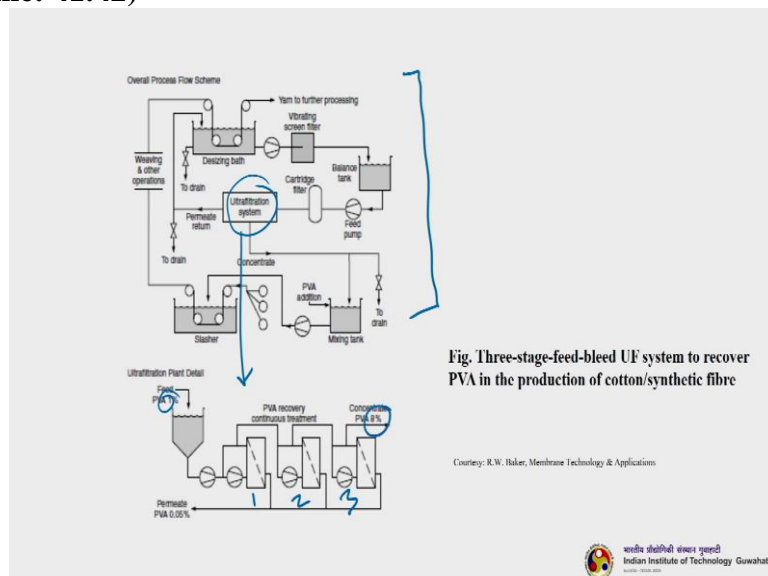 Overall Process Flow Scheme
Yarn to further processing
Vibrating
screen filter
Weaving
& other
operations
Desizing bath
Balance
tank
To drain
Cartridge
filter
Ultrafiltration
system
Permeate
return
Feed
pump
To drain
Concentrate
PVA
addition
To
drain
Slasher
Mixing tank
Fig. Three-stage-feed-bleed UF system to recover
PVA in the production of cotton/synthetic fibre
Ultrafiltration Plant Detail
Feed
PVA 1%
PVA recovery
continuous treatment
Concentrate
PVA 8%
1 2 3
Permeate
PVA 0.05%
Courtesy: R.W. Baker, Membrane Technology & Applications
भारतीय प्रौद्योगिकी संस्थान गुवाहाटी
Indian Institute of Technology Guwahat